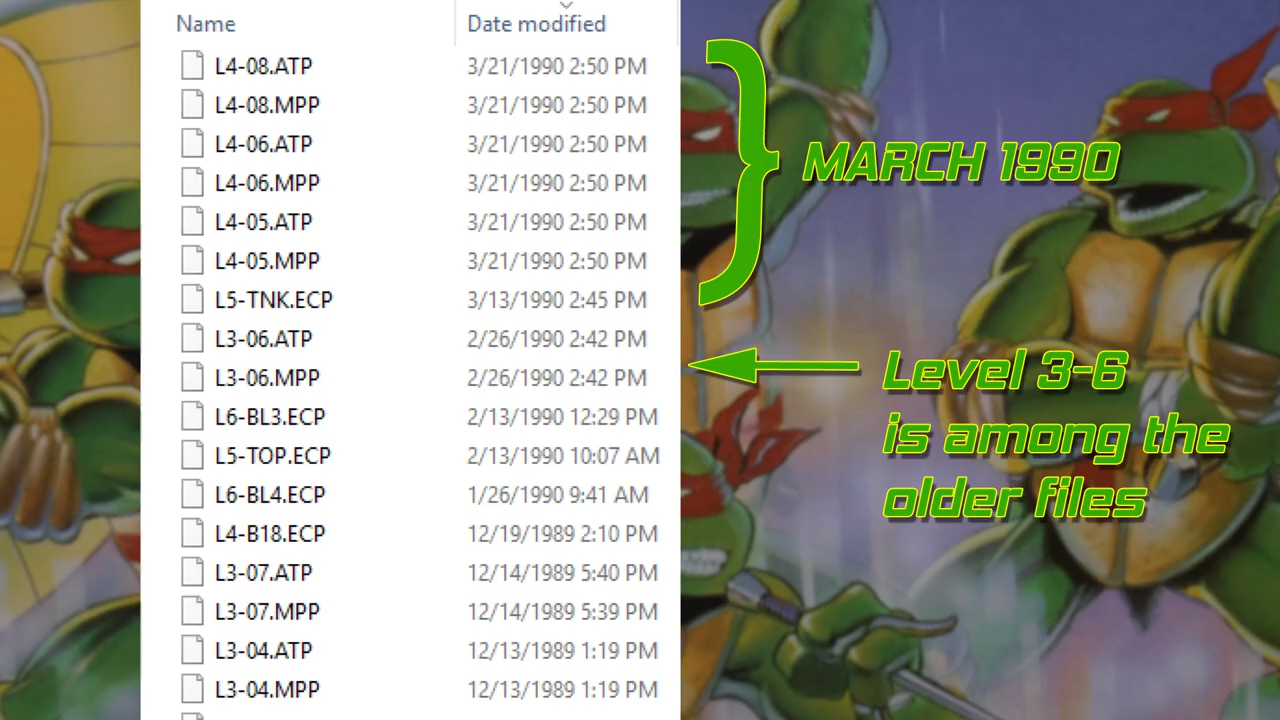 Name Date modified
L4-08.ATP 3/21/1990 2:50 PM
L4-08.MPP 3/21/1990 2:50 PM
L4-06.ATP 3/21/1990 2:50 PM
L4-06.MPP 3/21/1990 2:50 PM
L4-05.ATP 3/21/1990 2:50 PM
L4-05.MPP 3/21/1990 2:50 PM
L5-TNK.ECP 3/13/1990 2:45 PM
L3-06.ATP 2/26/1990 2:42 PM
L3-06.MPP 2/26/1990 2:42 PM
L6-BL3.ECP 2/13/1990 12:29 PM
L5-TOP.ECP 2/13/1990 10:07 AM
L6-BL4.ECP 1/26/1990 9:41 AM
L4-B18.ECP 12/19/1989 2:10 PM
L3-07.ATP 12/14/1989 5:40 PM
L3-07.MPP 12/14/1989 5:39 PM
L3-04.ATP 12/13/1989 1:19 PM
L3-04.MPP 12/13/1989 1:19 PM
MARCH 1990
Level 3-6
is among the
older files